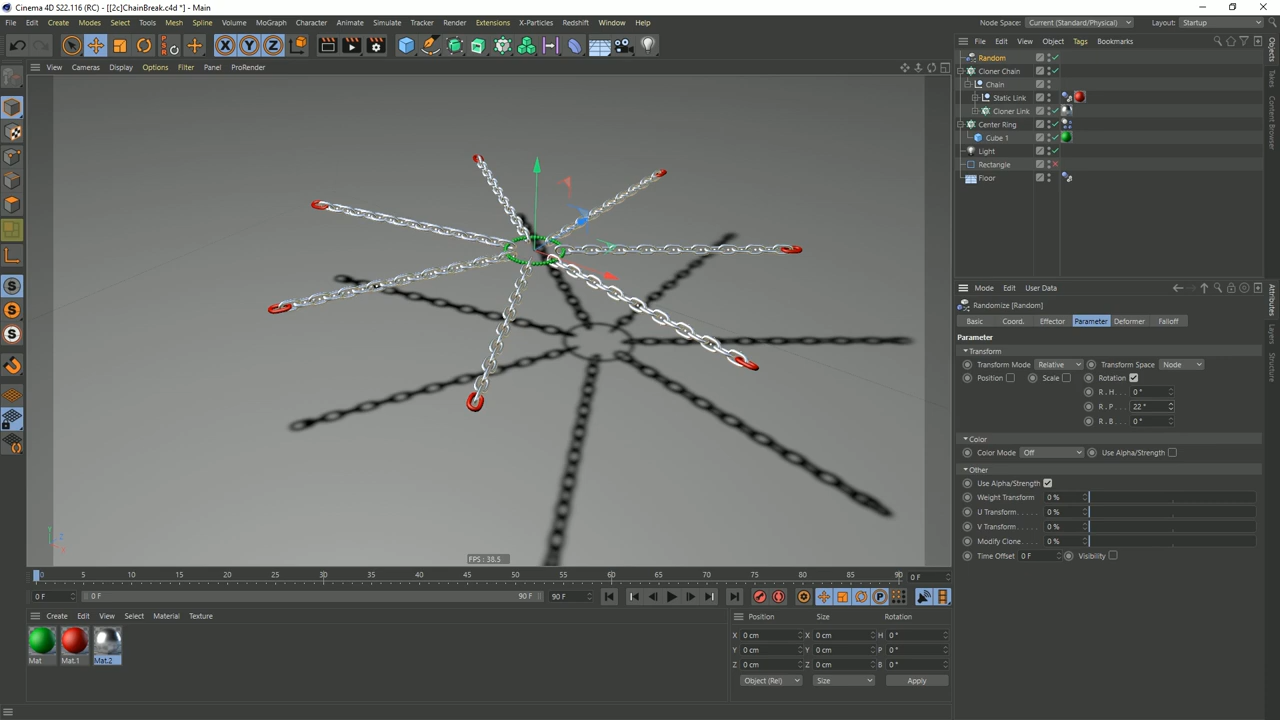 Cinema 4D S22.116 (RC) - [[2c]ChainBreak.c4d *] - Main
File Edit Create Modes Select Tools Mesh Spline Volume MoGraph Character Animate Simulate Tracker Render Extensions X-Particles Redshift Window Help
Node Space: Current (Standard/Physical) Layout: Startup
X Y Z
View Cameras Display Options Filter Panel ProRender
File Edit View Object Tags Bookmarks
Random
Cloner Chain
Chain
Static Link
Cloner Link
Center Ring
Cube 1
Light
Rectangle
Floor
Objects
Takes
Content Browser
Mode Edit User Data
Randomize [Random]
Basic Coord. Effector Parameter Deformer Falloff
Parameter
Transform
Transform Mode Relative Transform Space Node
Position Scale Rotation
R . H . . . 0 °
R . P . . . 22 °
R . B . . . 0 °
Color
Color Mode Off Use Alpha/Strength
Other
Use Alpha/Strength
Weight Transform 0 %
U Transform . . . . . 0 %
V Transform . . . . . 0 %
Modify Clone . . . . 0 %
Time Offset 0 F Visibility
Attributes
Layers
Structure
FPS : 38.5
0 5 10 15 20 25 30 35 40 45 50 55 60 65 70 75 80 85 90 0 F
0 F 0 F 90 F 90 F
Create Edit View Select Material Texture
Mat Mat.1 Mat.2
Position Size Rotation
X 0 cm X 0 cm H 0 °
Y 0 cm Y 0 cm P 0 °
Z 0 cm Z 0 cm B 0 °
Object (Rel) Size Apply